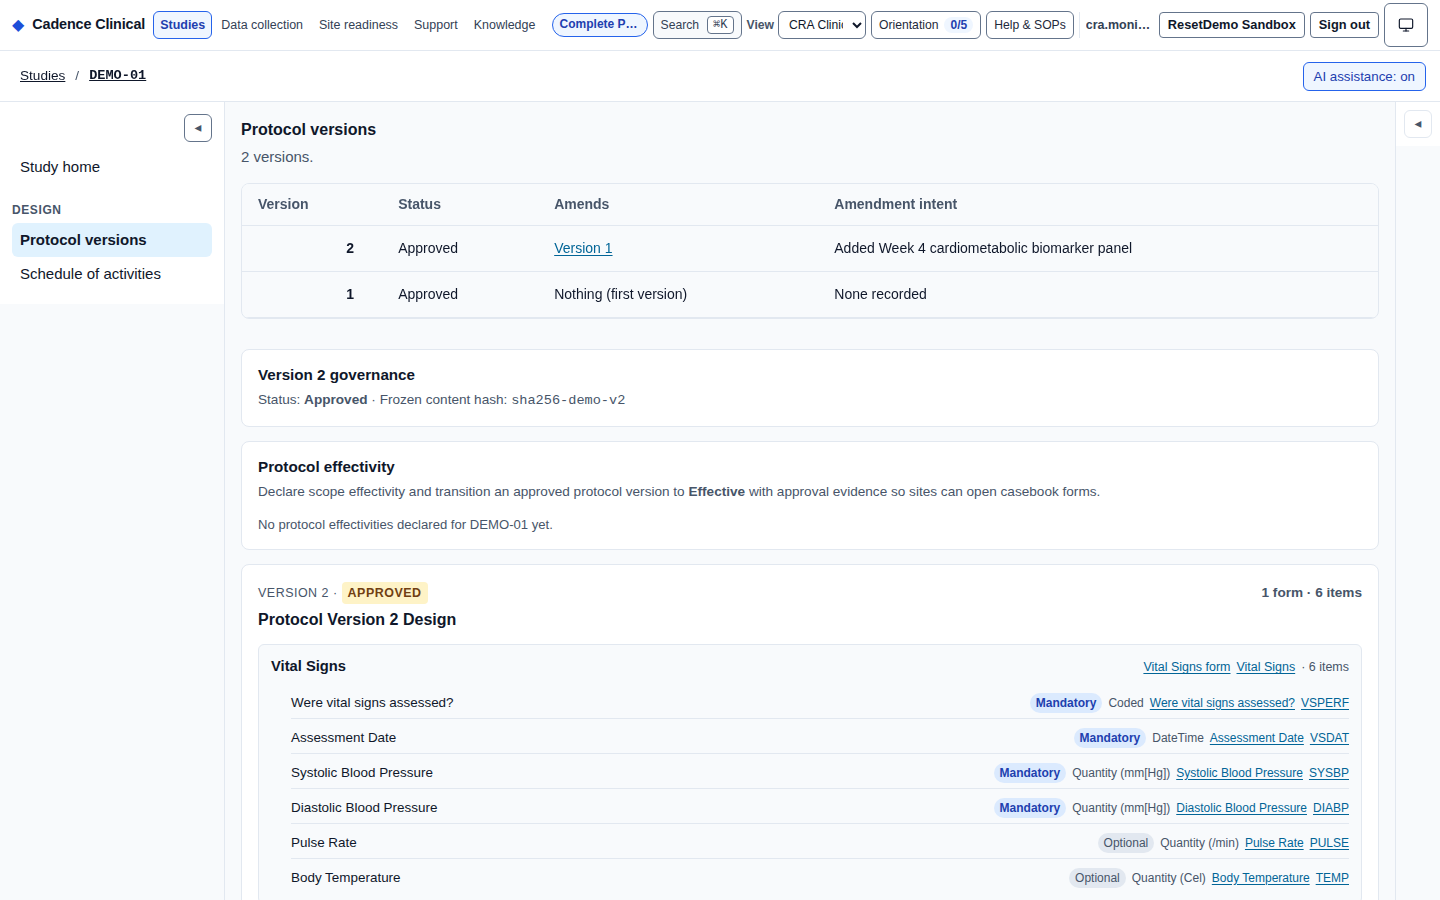 Cadence Clinical Studies Data collection Site readiness Support Knowledge Complete P… Search ⌘K View CRA Clini Orientation 0/5 Help & SOPs cra.moni… ResetDemo Sandbox Sign out
Studies / DEMO-01 AI assistance: on
Study home
DESIGN
Protocol versions
Schedule of activities
Protocol versions
2 versions.
Version Status Amends Amendment intent
2 Approved Version 1 Added Week 4 cardiometabolic biomarker panel
1 Approved Nothing (first version) None recorded
Version 2 governance
Status: Approved · Frozen content hash: sha256-demo-v2
Protocol effectivity
Declare scope effectivity and transition an approved protocol version to Effective with approval evidence so sites can open casebook forms.
No protocol effectivities declared for DEMO-01 yet.
VERSION 2 · APPROVED 1 form · 6 items
Protocol Version 2 Design
Vital Signs Vital Signs form Vital Signs · 6 items
Were vital signs assessed? Mandatory Coded Were vital signs assessed? VSPERF
Assessment Date Mandatory DateTime Assessment Date VSDAT
Systolic Blood Pressure Mandatory Quantity (mm[Hg]) Systolic Blood Pressure SYSBP
Diastolic Blood Pressure Mandatory Quantity (mm[Hg]) Diastolic Blood Pressure DIABP
Pulse Rate Optional Quantity (/min) Pulse Rate PULSE
Body Temperature Optional Quantity (Cel) Body Temperature TEMP